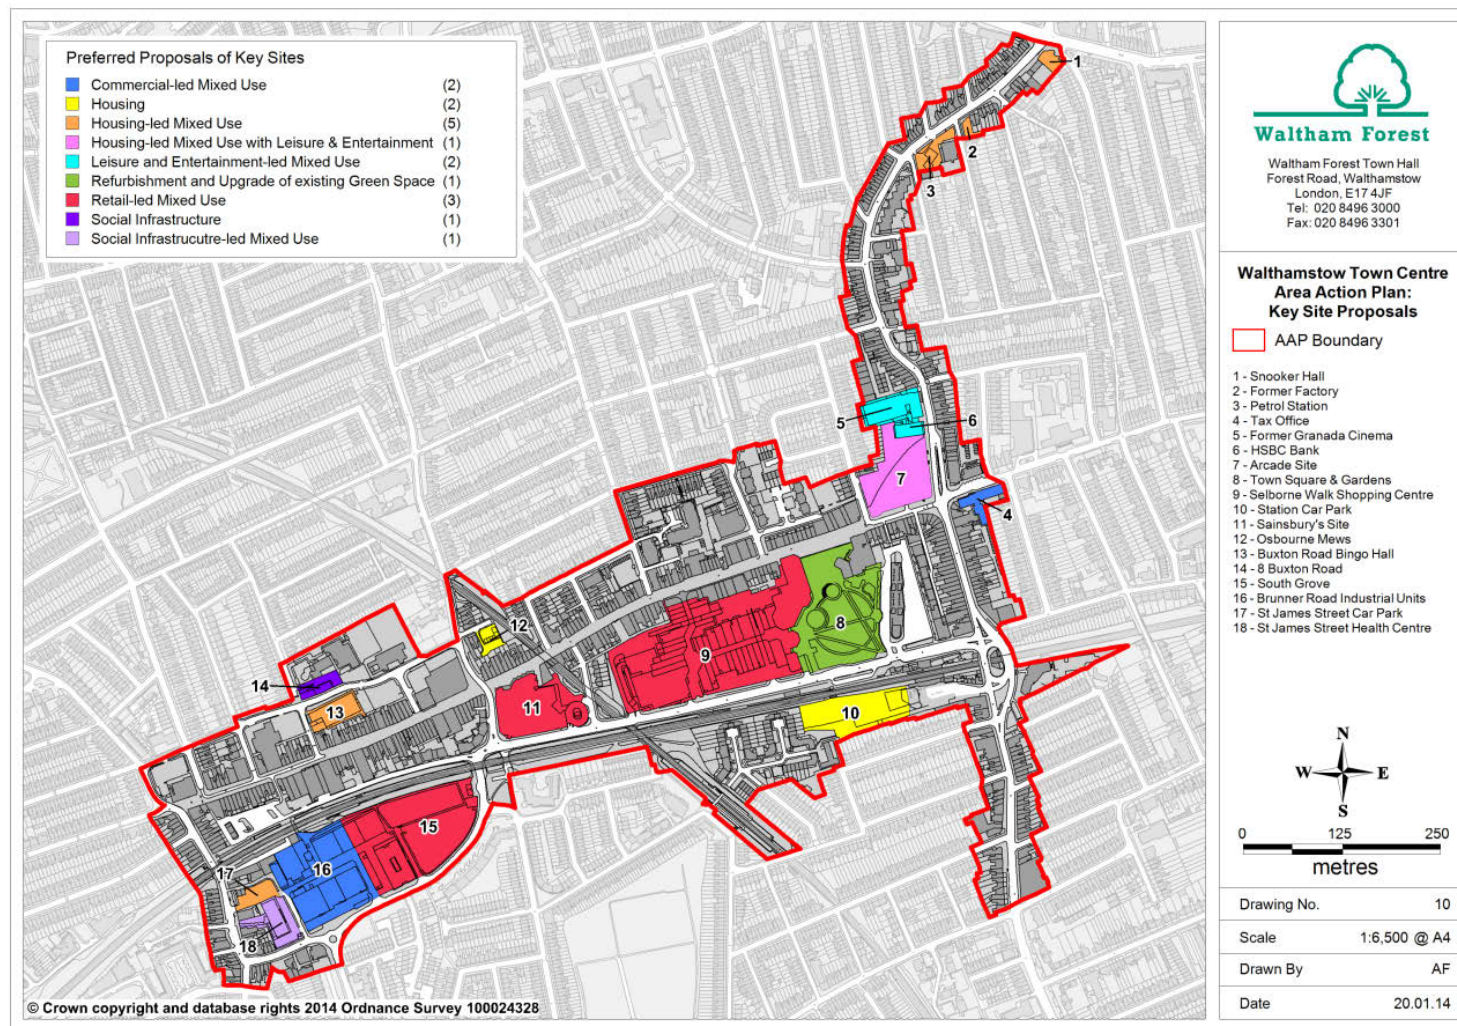 Preferred Proposals of Key Sites
Commercial-led Mixed Use (2)
Housing (2)
Housing-led Mixed Use (5)
Housing-led Mixed Use with Leisure & Entertainment (1)
Leisure and Entertainment-led Mixed Use (2)
Refurbishment and Upgrade of existing Green Space (1)
Retail-led Mixed Use (3)
Social Infrastructure (1)
Social Infrastrucutre-led Mixed Use (1)
1
2
3
5
6
7
4
8
12
9
14
13
11
10
15
17
16
18
© Crown copyright and database rights 2014 Ordnance Survey 100024328
Waltham Forest
Waltham Forest Town Hall
Forest Road, Walthamstow
London, E17 4JF
Tel: 020 8496 3000
Fax: 020 8496 3301
Walthamstow Town Centre
Area Action Plan:
Key Site Proposals
AAP Boundary
1 - Snooker Hall
2 - Former Factory
3 - Petrol Station
4 - Tax Office
5 - Former Granada Cinema
6 - HSBC Bank
7 - Arcade Site
8 - Town Square & Gardens
9 - Selborne Walk Shopping Centre
10 - Station Car Park
11 - Sainsbury's Site
12 - Osbourne Mews
13 - Buxton Road Bingo Hall
14 - 8 Buxton Road
15 - South Grove
16 - Brunner Road Industrial Units
17 - St James Street Car Park
18 - St James Street Health Centre
N
W E
S
0 125 250
metres
Drawing No. 10
Scale 1:6,500 @ A4
Drawn By AF
Date 20.01.14